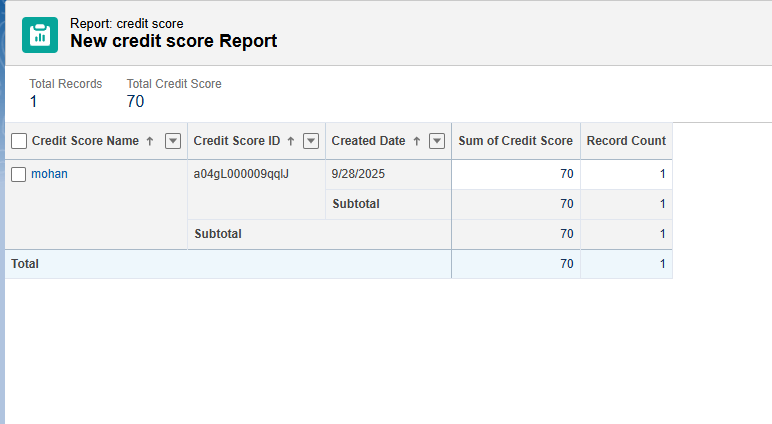 Report: credit score
New credit score Report
Total Records Total Credit Score
1 70
Credit Score Name ↑ Credit Score ID ↑ Created Date ↑ Sum of Credit Score Record Count
mohan a04gL000009qqlJ 9/28/2025 70 1
Subtotal 70 1
Subtotal 70 1
Total 70 1